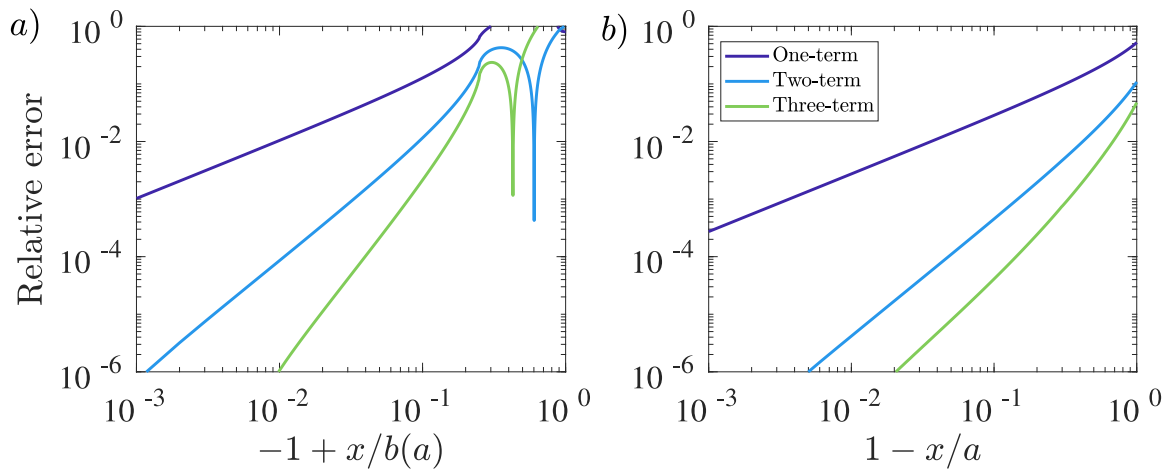 a)
Relative error
10^0
10^-2
10^-4
10^-6
10^-3 10^-2 10^-1 10^0
−1 + x/b(a)
b)
One-term
Two-term
Three-term
10^0
10^-2
10^-4
10^-6
10^-3 10^-2 10^-1 10^0
1 − x/a